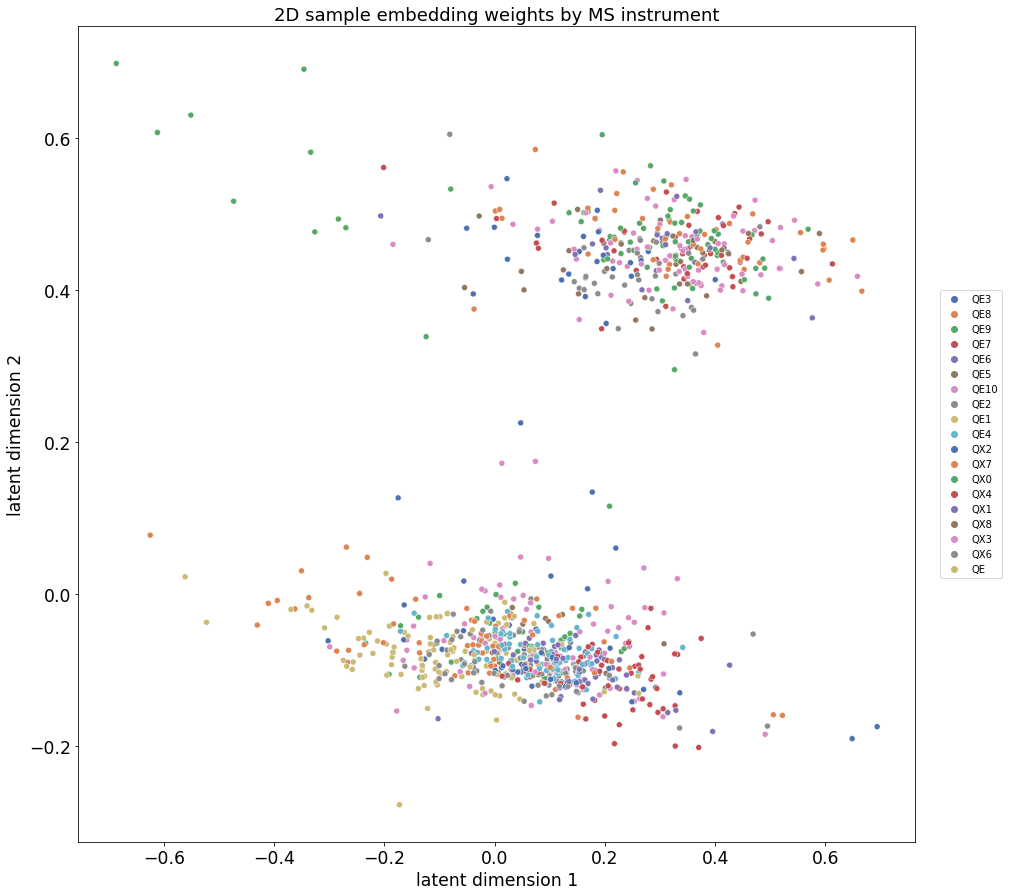 2D sample embedding weights by MS instrument
latent dimension 2
0.6
0.4
0.2
0.0
−0.2
−0.6
−0.4
−0.2
0.0
0.2
0.4
0.6
latent dimension 1
QE3
QE8
QE9
QE7
QE6
QE5
QE10
QE2
QE1
QE4
QX2
QX7
QX0
QX4
QX1
QX8
QX3
QX6
QE